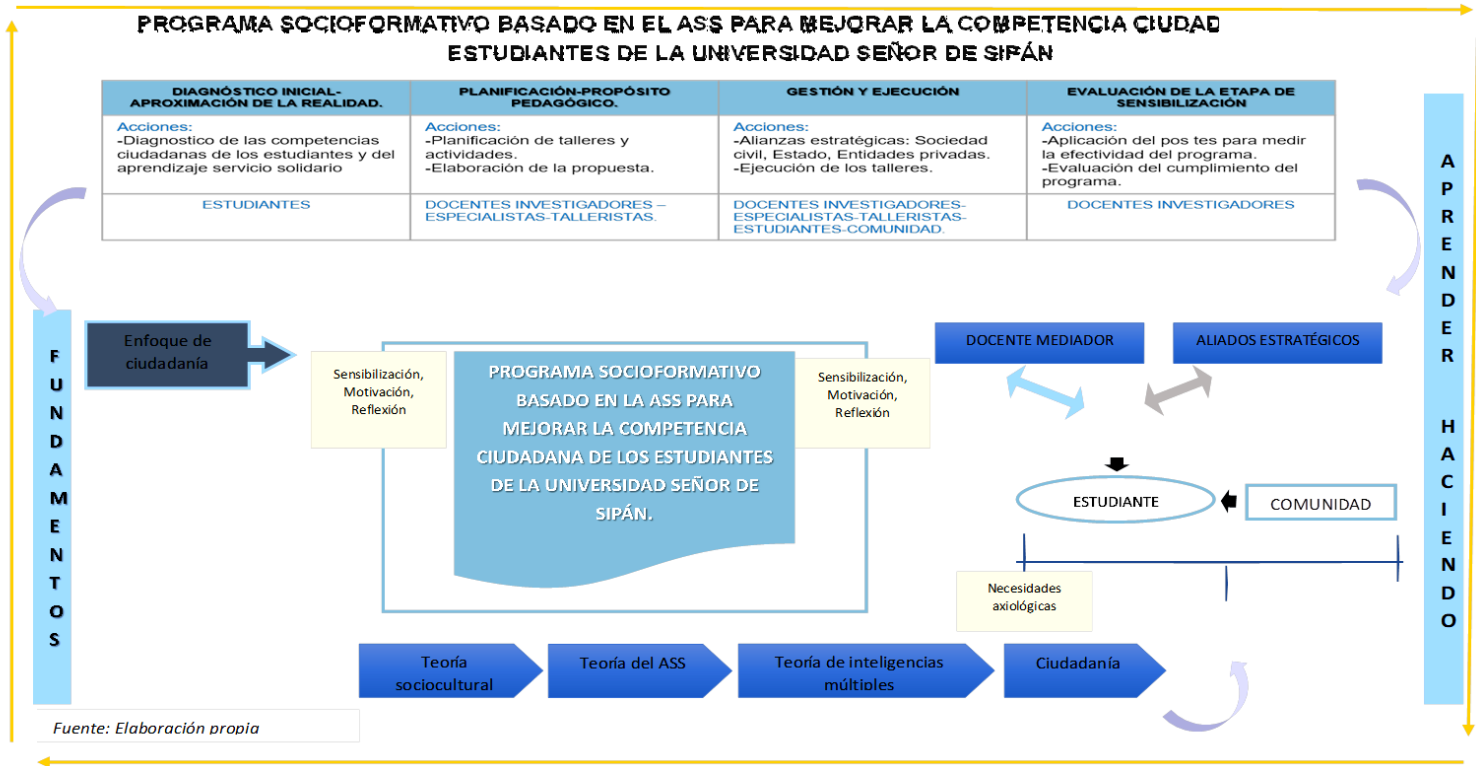 PROGRAMA SOCIOFORMATIVO BASADO EN EL ASS PARA MEJORAR LA COMPETENCIA CIUDAD
ESTUDIANTES DE LA UNIVERSIDAD SEÑOR DE SIPÁN
DIAGNÓSTICO INICIAL-
APROXIMACIÓN DE LA REALIDAD.
Acciones:
-Diagnostico de las competencias
ciudadanas de los estudiantes y del
aprendizaje servicio solidario
ESTUDIANTES
PLANIFICACIÓN-PROPÓSITO
PEDAGÓGICO.
Acciones:
-Planificación de talleres y
actividades.
-Elaboración de la propuesta.
DOCENTES INVESTIGADORES –
ESPECIALISTAS-TALLERISTAS.
GESTIÓN Y EJECUCIÓN
Acciones:
-Alianzas estratégicas: Sociedad
civil, Estado, Entidades privadas.
-Ejecución de los talleres.
DOCENTES INVESTIGADORES-
ESPECIALISTAS-TALLERISTAS-
ESTUDIANTES-COMUNIDAD.
EVALUACIÓN DE LA ETAPA DE
SENSIBILIZACIÓN
Acciones:
-Aplicación del pos tes para medir
la efectividad del programa.
-Evaluación del cumplimiento del
programa.
DOCENTES INVESTIGADORES
FUNDAMENTOS
Enfoque de
ciudadanía
Sensibilización,
Motivación,
Reflexión
PROGRAMA SOCIOFORMATIVO
BASADO EN LA ASS PARA
MEJORAR LA COMPETENCIA
CIUDADANA DE LOS ESTUDIANTES
DE LA UNIVERSIDAD SEÑOR DE
SIPÁN.
Sensibilización,
Motivación,
Reflexión
DOCENTE MEDIADOR
ALIADOS ESTRATÉGICOS
ESTUDIANTE
COMUNIDAD
Necesidades
axiológicas
APRENDER HACIENDO
Teoría
sociocultural
Teoría del ASS
Teoría de inteligencias
múltiples
Ciudadanía
Fuente: Elaboración propia